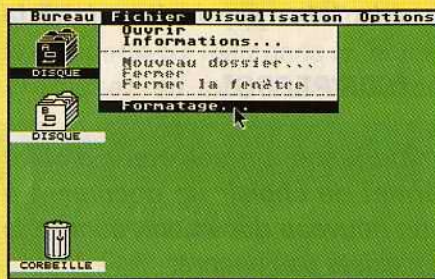 Bureau Fichier Visualisation Options
Ouvrir
Informations...
Nouveau dossier...
Fermer
Fermer la fenêtre
Formatage...
DISQUE
DISQUE
CORBEILLE